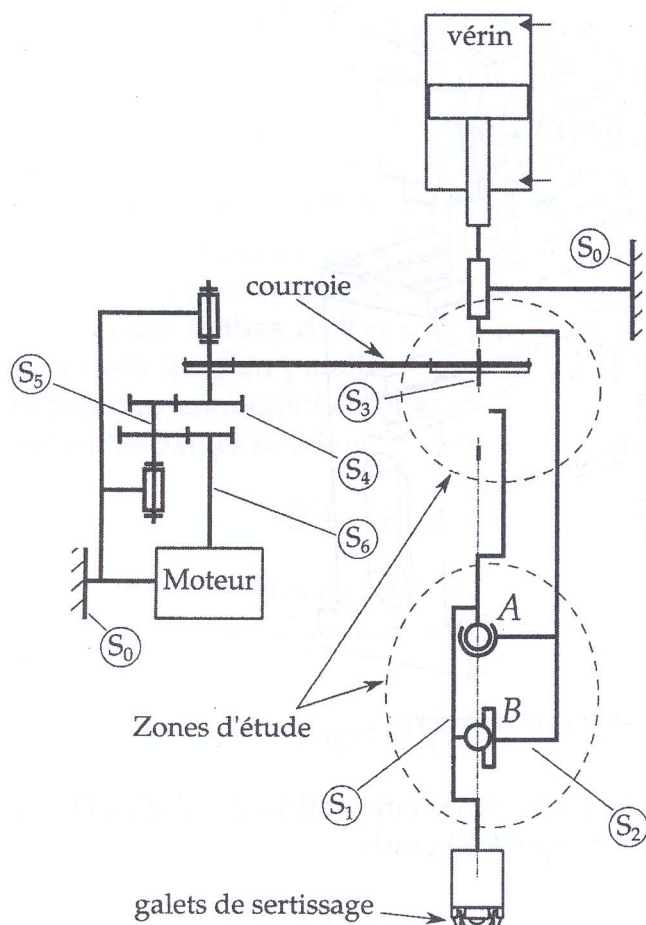 vérin
S₀
courroie
S₅
S₃
S₄
S₆
Moteur
A
S₀
B
Zones d'étude
S₁
S₂
galets de sertissage